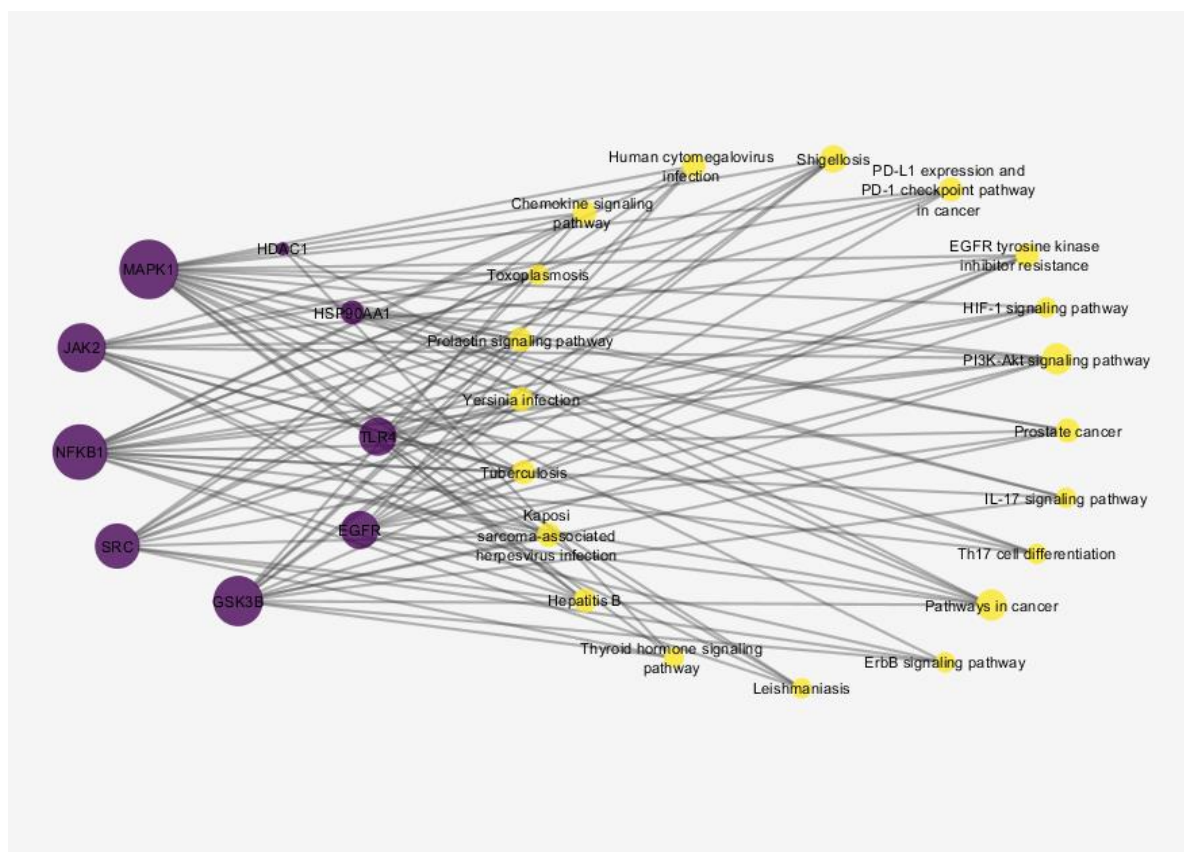 Human cytomegalovirus
infection
Shigellosis
PD-L1 expression and
PD-1 checkpoint pathway
in cancer
Chemokine signaling
pathway
HDAC1
EGFR tyrosine kinase
inhibitor resistance
MAPK1
Toxoplasmosis
HIF-1 signaling pathway
HSP90AA1
JAK2
Prolactin signaling pathway
PI3K-Akt signaling pathway
Yersinia infection
TLR4
Prostate cancer
NFKB1
Tuberculosis
IL-17 signaling pathway
EGFR
Kaposi
sarcoma-associated
herpesvirus infection
SRC
Th17 cell differentiation
GSK3B
Hepatitis B
Pathways in cancer
Thyroid hormone signaling
pathway
ErbB signaling pathway
Leishmaniasis